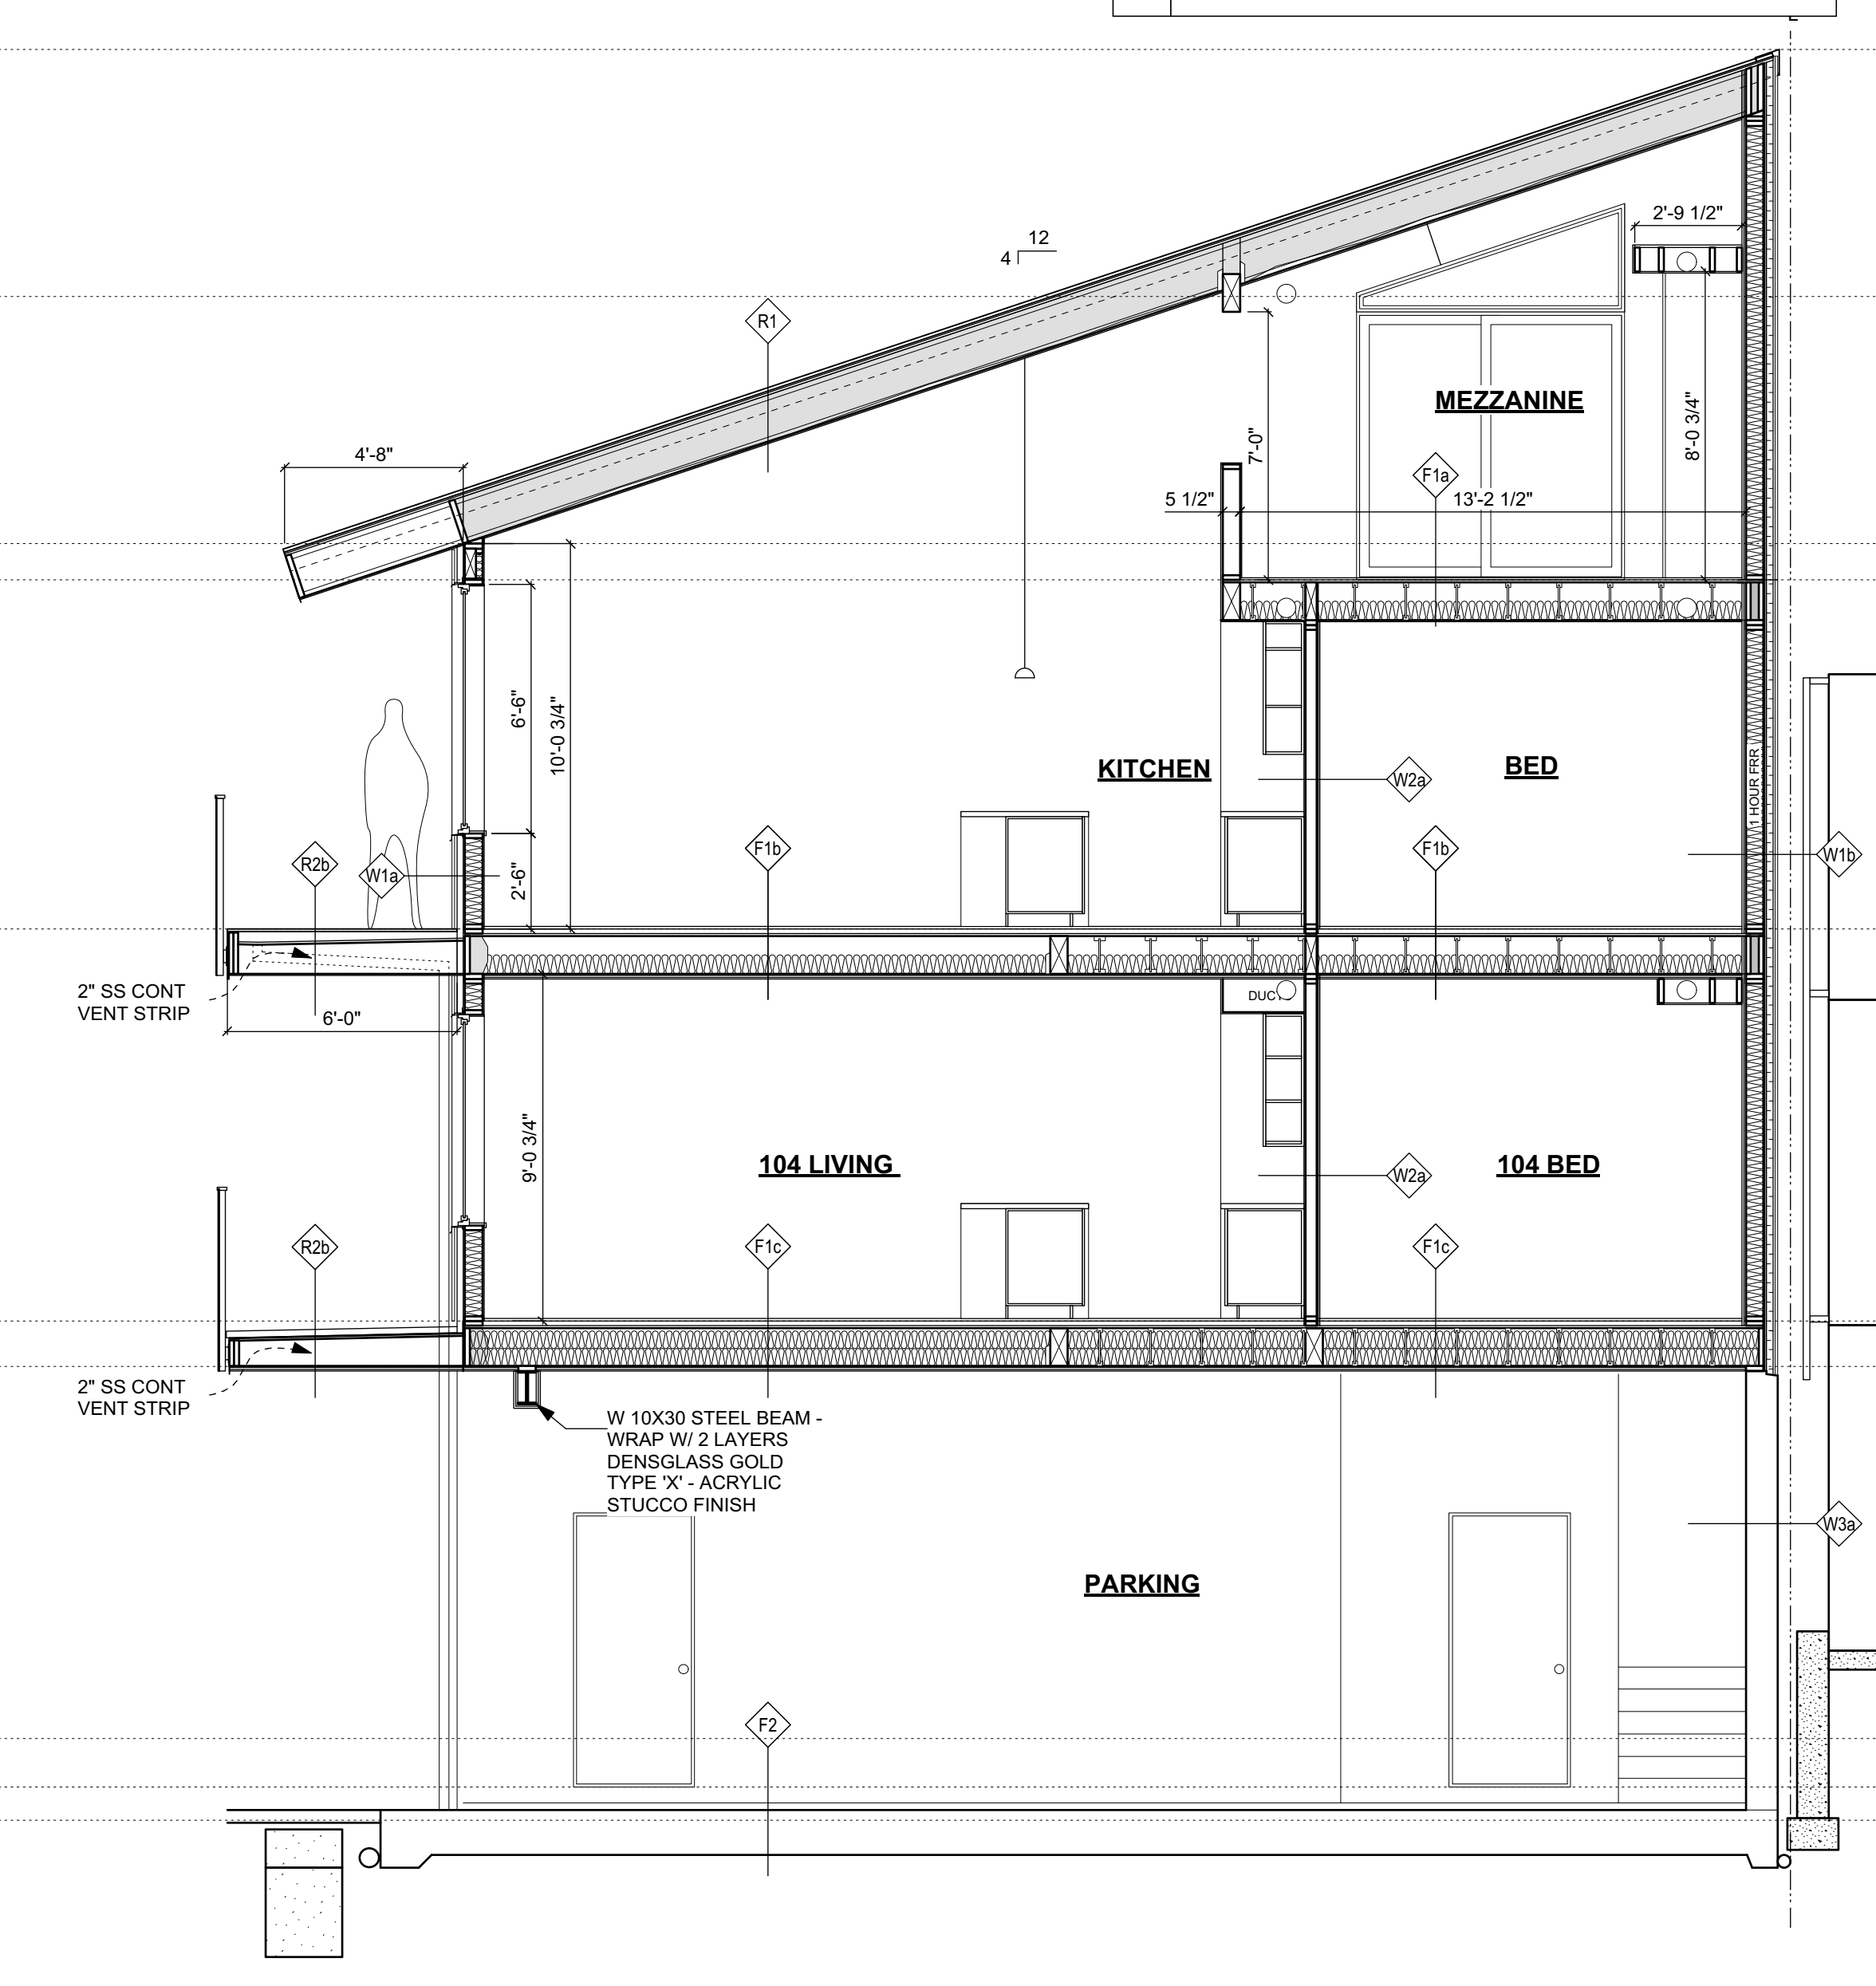 2'-9 1/2"
12
4
R1
MEZZANINE
8'-0 3/4"
7'-0"
4'-8"
F1a
5 1/2"
13'-2 1/2"
6'-6"
10'-0 3/4"
KITCHEN
BED
W2a
1 HOUR FRR
R2b
W1a
2'-6"
F1b
F1b
W1b
2" SS CONT
VENT STRIP
6'-0"
DUCT
9'-0 3/4"
104 LIVING
104 BED
W2a
R2b
F1c
F1c
2" SS CONT
VENT STRIP
W 10X30 STEEL BEAM -
WRAP W/ 2 LAYERS
DENSGLASS GOLD
TYPE 'X' - ACRYLIC
STUCCO FINISH
W3a
PARKING
F2